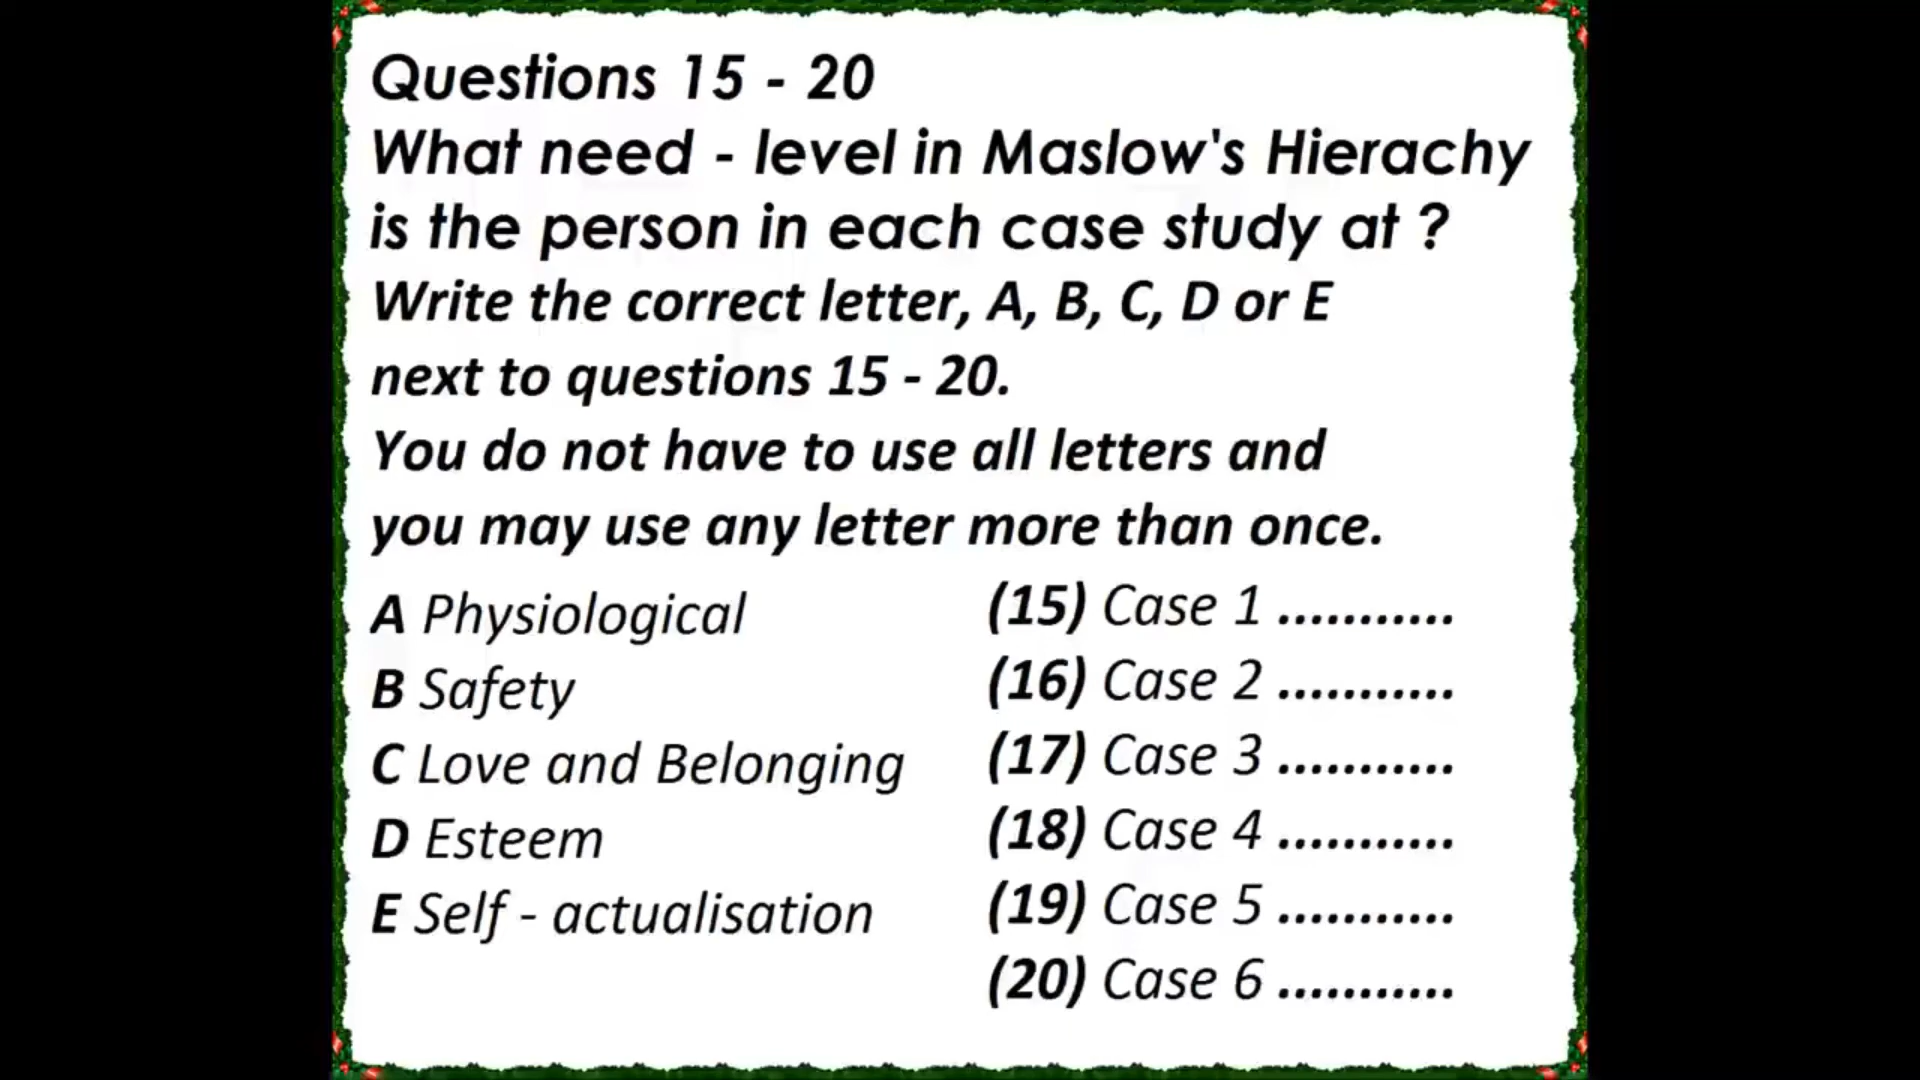 Questions 15 - 20
What need - level in Maslow's Hierachy
is the person in each case study at ?
Write the correct letter, A, B, C, D or E
next to questions 15 - 20.
You do not have to use all letters and
you may use any letter more than once.
A Physiological
B Safety
C Love and Belonging
D Esteem
E Self - actualisation
(15) Case 1 ...........
(16) Case 2 ...........
(17) Case 3 ...........
(18) Case 4 ...........
(19) Case 5 ...........
(20) Case 6 ...........